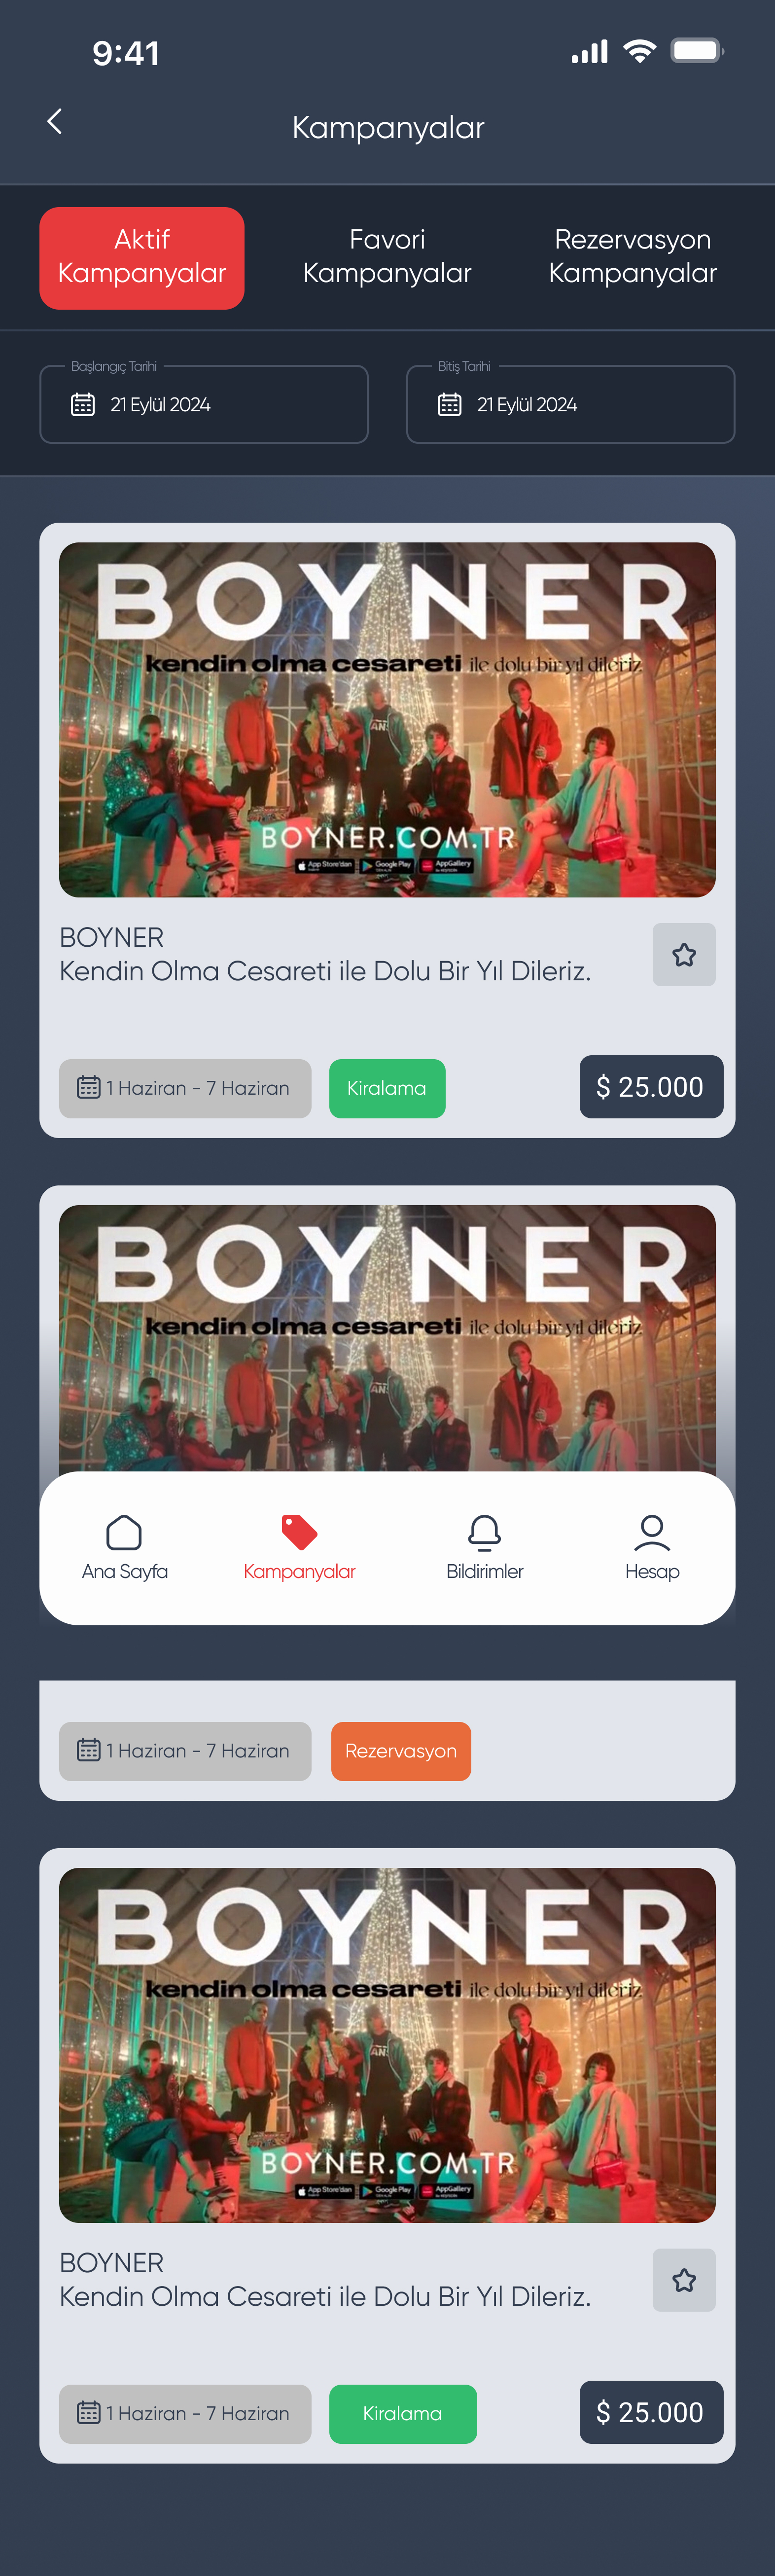 9:41
Kampanyalar
Aktif
Kampanyalar
Favori
Kampanyalar
Rezervasyon
Kampanyalar
Başlangıç Tarihi
21 Eylül 2024
Bitiş Tarihi
21 Eylül 2024
BOYNER
kendin olma cesareti ile dolu bir yıl dileriz
BOYNER.COM.TR
App Store'dan
Google Play
AppGallery
BOYNER
Kendin Olma Cesareti ile Dolu Bir Yıl Dileriz.
1 Haziran - 7 Haziran
Kiralama
$ 25.000
BOYNER
kendin olma cesareti ile dolu bir yıl dileriz
Ana Sayfa
Kampanyalar
Bildirimler
Hesap
1 Haziran - 7 Haziran
Rezervasyon
BOYNER
kendin olma cesareti ile dolu bir yıl dileriz
BOYNER.COM.TR
App Store'dan
Google Play
AppGallery
BOYNER
Kendin Olma Cesareti ile Dolu Bir Yıl Dileriz.
1 Haziran - 7 Haziran
Kiralama
$ 25.000